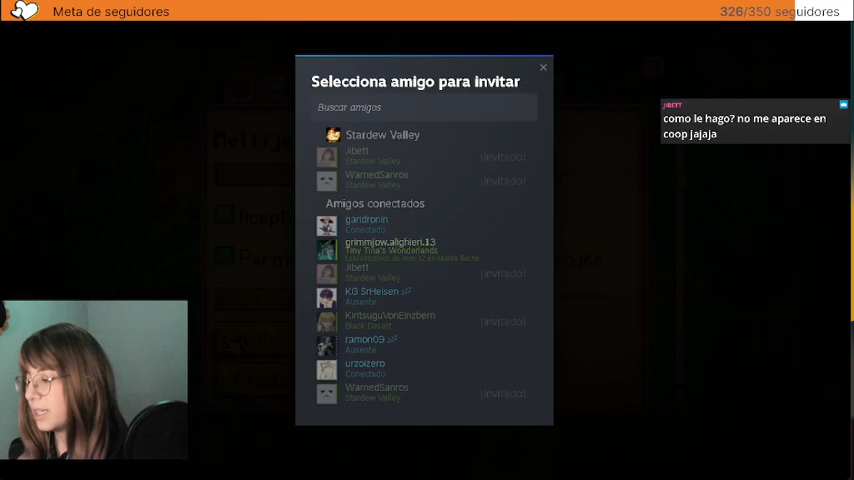 Meta de seguidores
326/350 seguidores
Selecciona amigo para invitar
Buscar amigos
Stardew Valley
Jibett
Stardew Valley
¡Invitado!
WarnedSanros
Stardew Valley
¡Invitado!
Amigos conectados
garidronin
Conectado
grimmjow.alighieri.13
Tiny Tina's Wonderlands
Jibett
Stardew Valley
¡Invitado!
KG SrHeisen zzz
Ausente
KiritsuguVonEinzbern
Black Desert
¡Invitado!
ramon09 zzz
Ausente
urzoizero
Conectado
WarnedSanros
Stardew Valley
¡Invitado!
JIBETT
como le hago? no me aparece en
coop jajaja